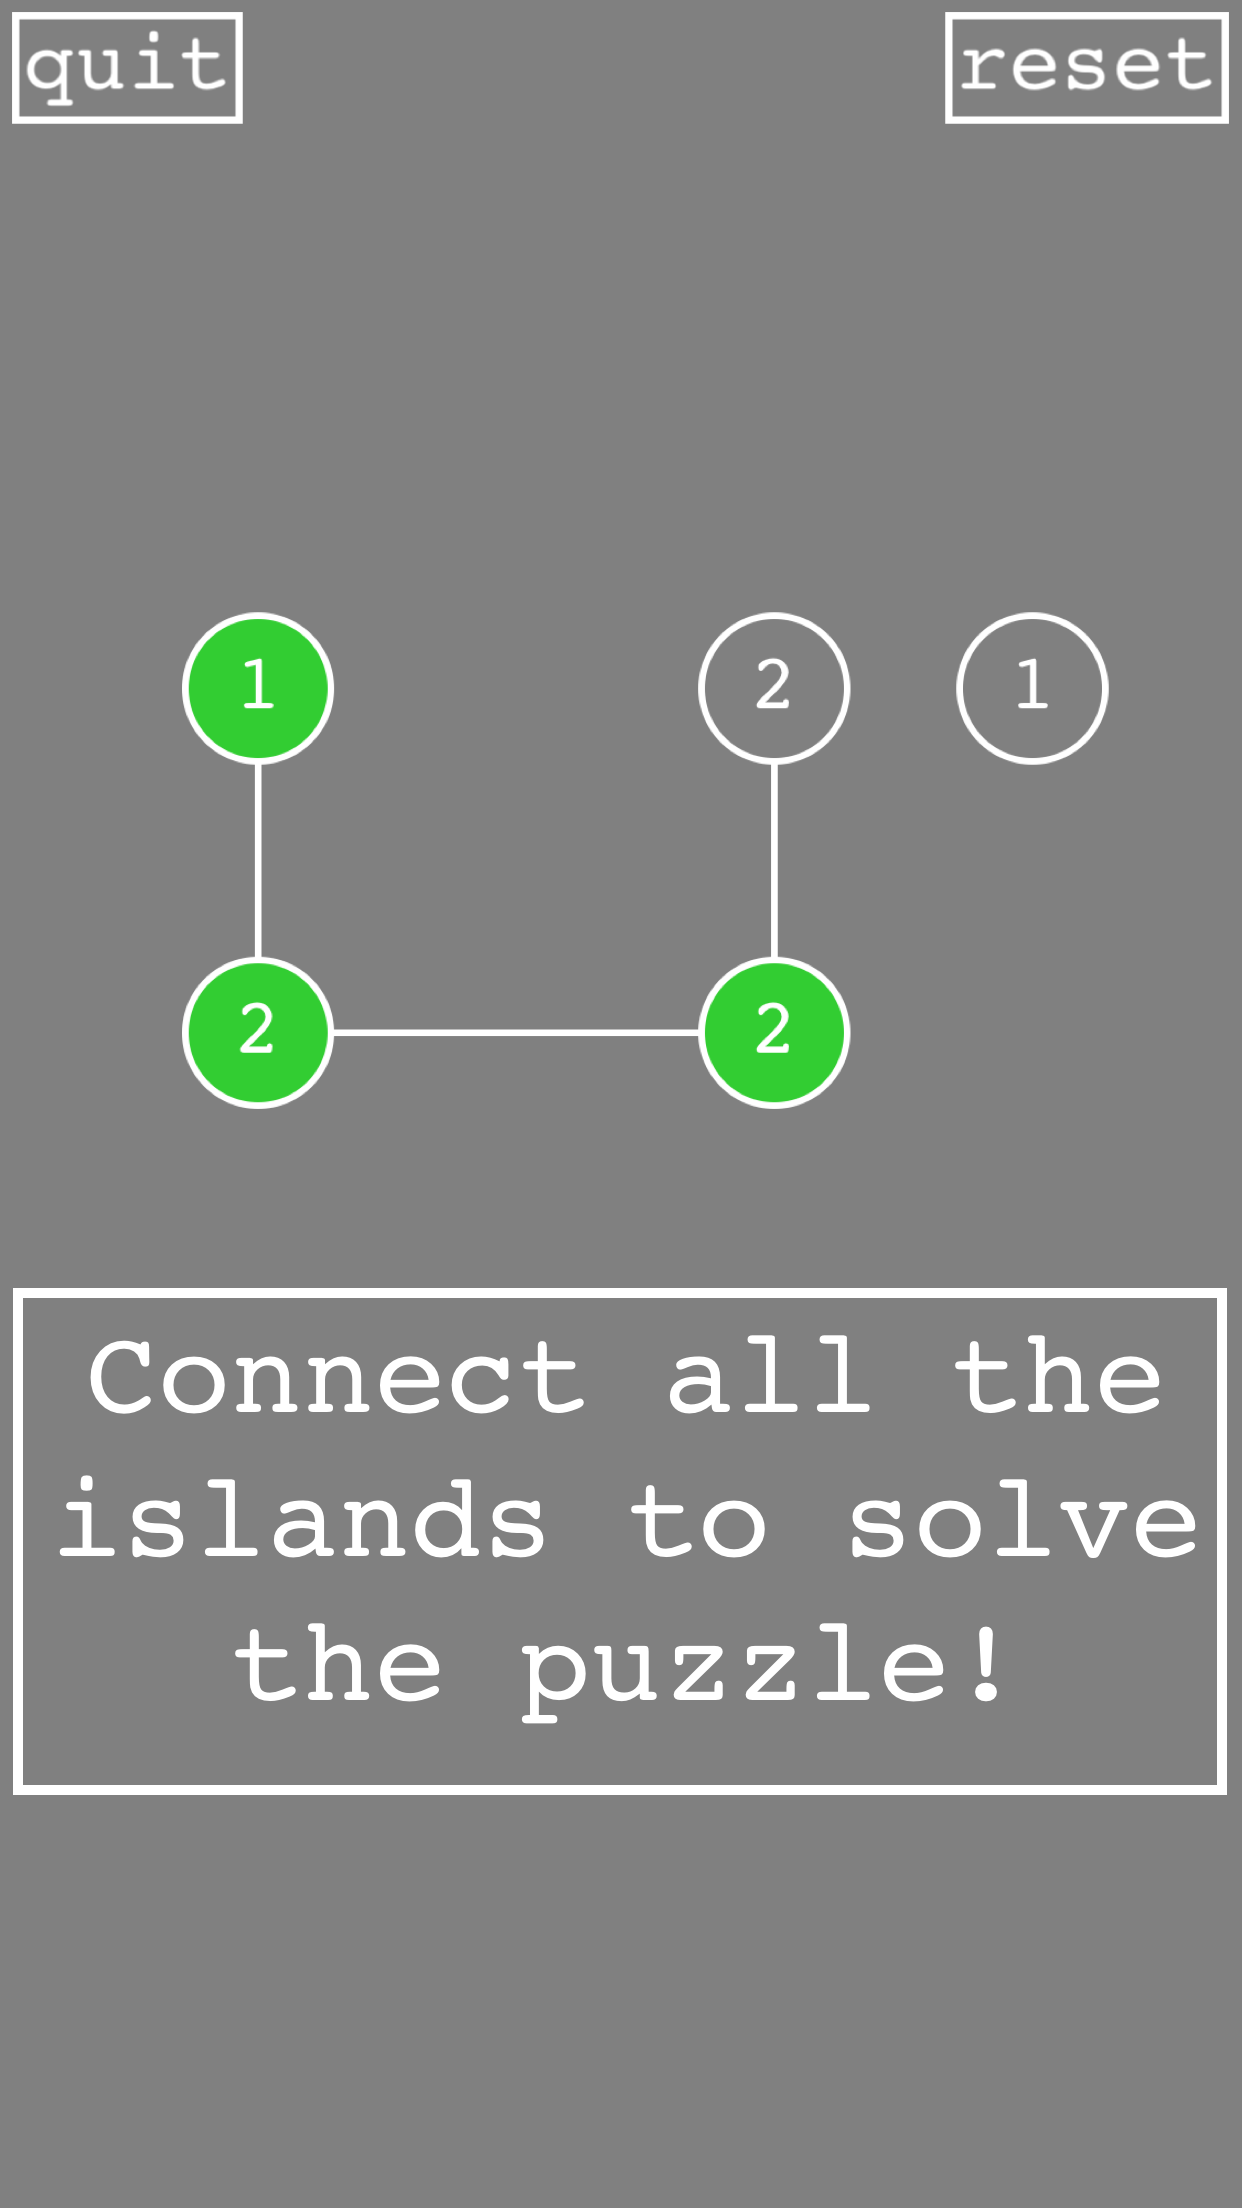 quit reset
1 2 1
2 2
Connect all the
islands to solve
the puzzle!